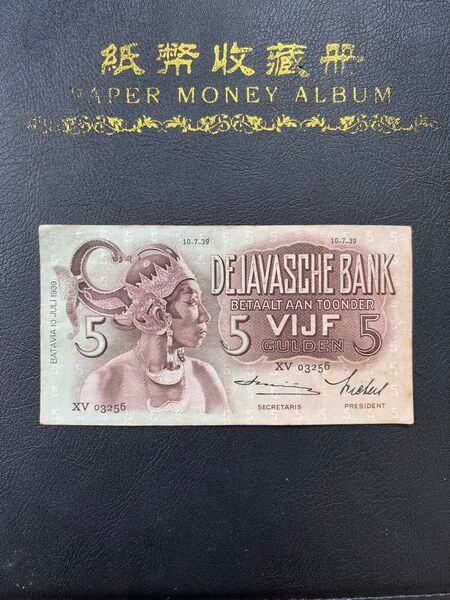 紙幣收藏册
PAPER MONEY ALBUM
10-7-39
10-7-39
DE JAVASCHE BANK
BETAALT AAN TOONDER
5
5 VIJF 5
GULDEN
BATAVIA 10 JULI 1939
XV 03256
XV 03256
SECRETARIS
PRESIDENT